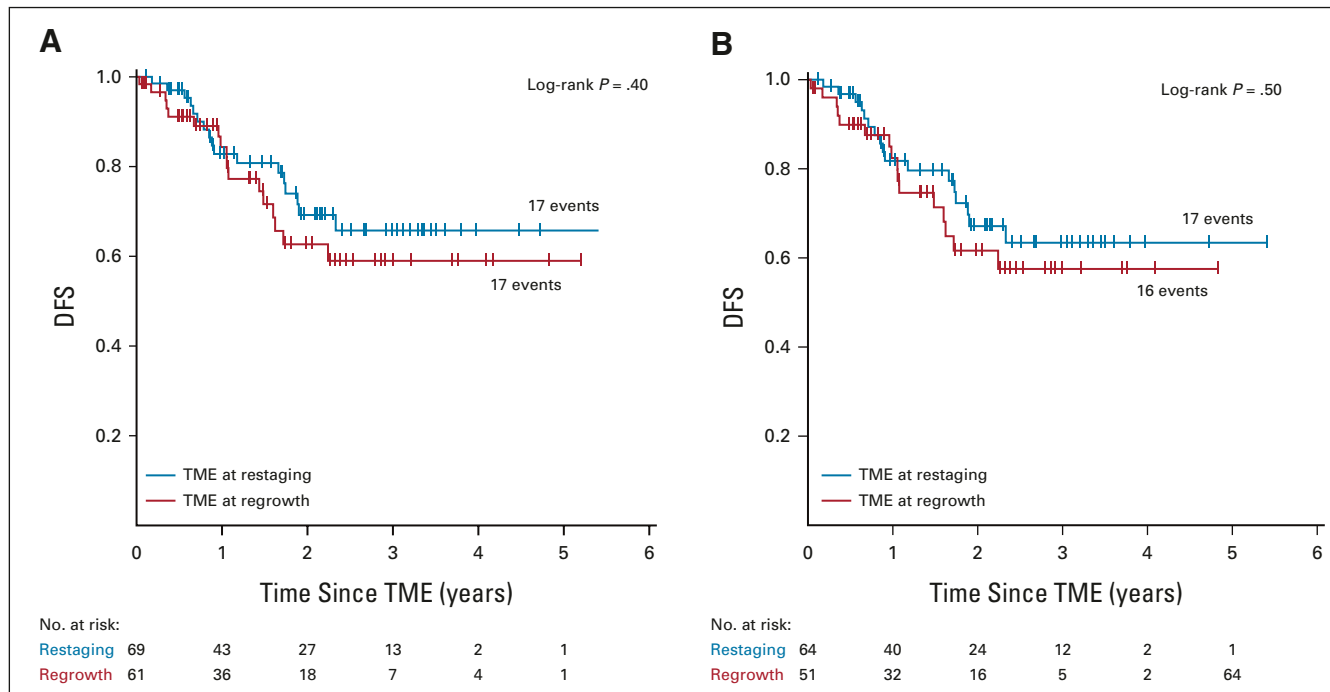 A
1.0
0.8
0.6
0.4
0.2
DFS
Log-rank P = .40
17 events
17 events
TME at restaging
TME at regrowth
0 1 2 3 4 5 6
Time Since TME (years)
No. at risk:
Restaging 69 43 27 13 2 1
Regrowth 61 36 18 7 4 1
B
1.0
0.8
0.6
0.4
0.2
DFS
Log-rank P = .50
17 events
16 events
TME at restaging
TME at regrowth
0 1 2 3 4 5 6
Time Since TME (years)
No. at risk:
Restaging 64 40 24 12 2 1
Regrowth 51 32 16 5 2 64